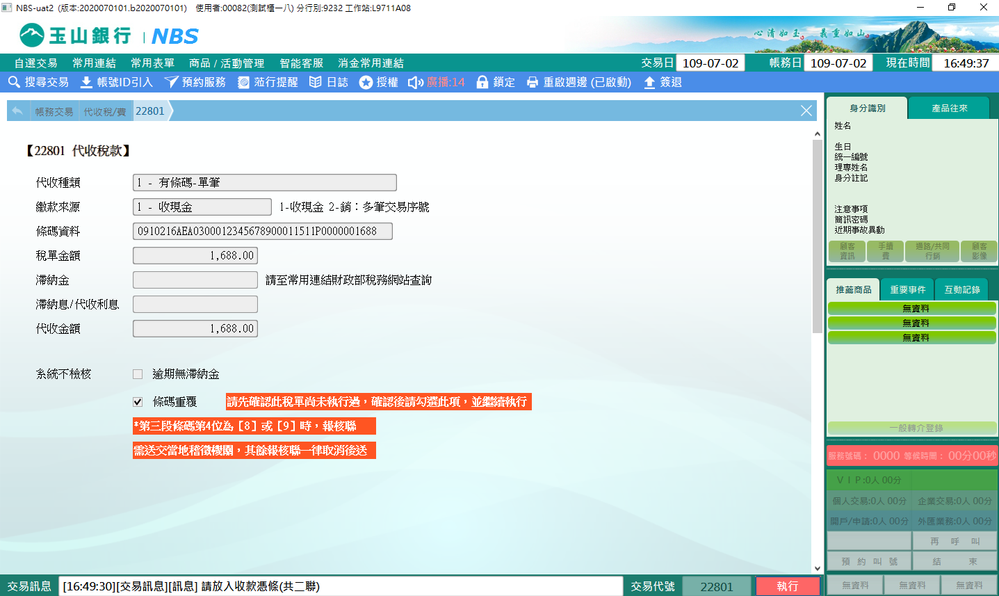 NBS-uat2 (版本:2020070101.b2020070101) 使用者:00082(測試櫃一八) 分行別:9232 工作站:L9711A08
玉山銀行 NBS
心清如玉。義重如山。
自選交易 常用連結 常用表單 商品/活動管理 智能客服 消金常用連結 交易日 109-07-02 帳務日 109-07-02 現在時間 16:49:37
搜尋交易 帳號ID引入 預約服務 蒞行提醒 日誌 授權 廣播:14 鎖定 重啟週邊 (已啟動) 簽退
帳務交易 代收稅/費 22801
【22801 代收稅款】
代收種類 1 - 有條碼-單筆
繳款來源 1 - 收現金 1-收現金 2-銷：多筆交易序號
條碼資料 0910216AEA0300012345678900011511P0000001688
稅單金額 1,688.00
滯納金 請至常用連結財政部稅務網站查詢
滯納息/代收利息
代收金額 1,688.00
系統不檢核 逾期無滯納金
條碼重覆 請先確認此稅單尚未執行過，確認後請勾選此項，並繼續執行
*第三段條碼第4位為［8］或［9］時，報核聯
需送交當地稽徵機關，其餘報核聯一律取消後送
身分識別 產品往來
姓名
生日
統一編號
理專姓名
身分註記
注意事項
簡訊密碼
近期事故異動
顧客資訊 手續費 通路/共同行銷 顧客影像
推薦商品 重要事件 互動記錄
無資料
無資料
無資料
一般轉介登錄
服務號碼： 0000 等候時間： 00分00秒
ＶＩＰ:0人 00分
個人交易:0人 00分 企業交易:0人 00分
開戶/申請:0人 00分 外匯業務:0人 00分
再 呼 叫
預 約 叫 號 結 束
無資料 無資料 無資料
交易訊息 [16:49:30][交易訊息][訊息] 請放入收款憑條(共二聯) 交易代號 22801 執行